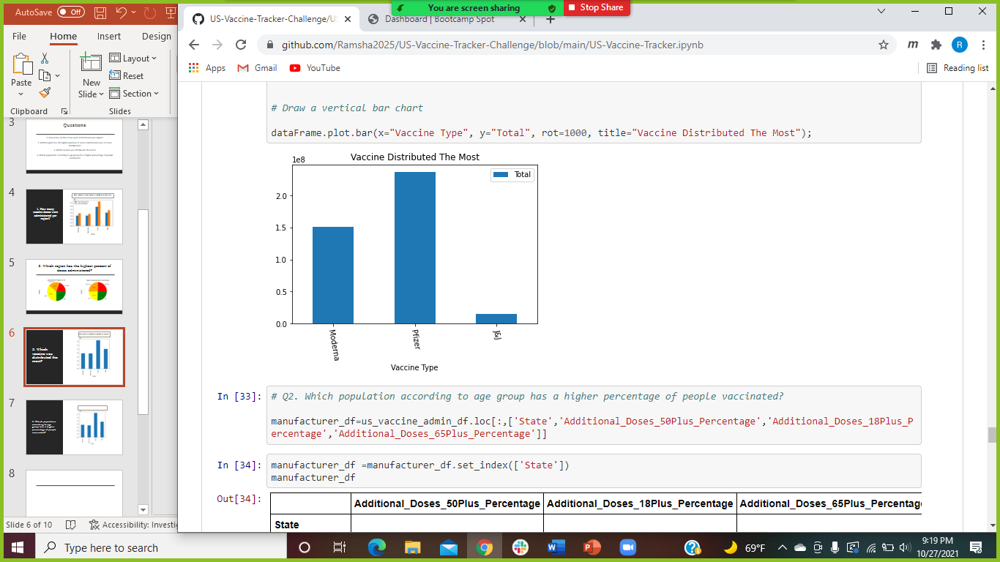 You are screen sharing
Stop Share
AutoSave Off
US-Vaccine-Tracker-Challenge/U
Dashboard | Bootcamp Spot
File Home Insert Design
github.com/Ramsha2025/US-Vaccine-Tracker-Challenge/blob/main/US-Vaccine-Tracker.ipynb
m
R
Apps
Gmail
YouTube
Reading list
Paste
New
Slide
Layout
Reset
Section
Clipboard
Slides
3
Questions
4
1. How many
vaccine doses were
administered per
region?
5
2. Which region has the highest percent of
doses administered?
6
3. Which
vaccine was
distributed the
most?
7
8
# Draw a vertical bar chart
dataFrame.plot.bar(x="Vaccine Type", y="Total", rot=1000, title="Vaccine Distributed The Most");
Vaccine Distributed The Most
1e8
Total
2.0
1.5
1.0
0.5
0.0
Moderna
Pfizer
J&J
Vaccine Type
In [33]:
# Q2. Which population according to age group has a higher percentage of people vaccinated?
manufacturer_df=us_vaccine_admin_df.loc[:,['State','Additional_Doses_50Plus_Percentage','Additional_Doses_18Plus_P
ercentage','Additional_Doses_65Plus_Percentage']]
In [34]:
manufacturer_df =manufacturer_df.set_index(['State'])
manufacturer_df
Out[34]:
Additional_Doses_50Plus_Percentage Additional_Doses_18Plus_Percentage Additional_Doses_65Plus_Percentag
State
Slide 6 of 10
Accessibility: Investi
Type here to search
69°F
9:19 PM
10/27/2021